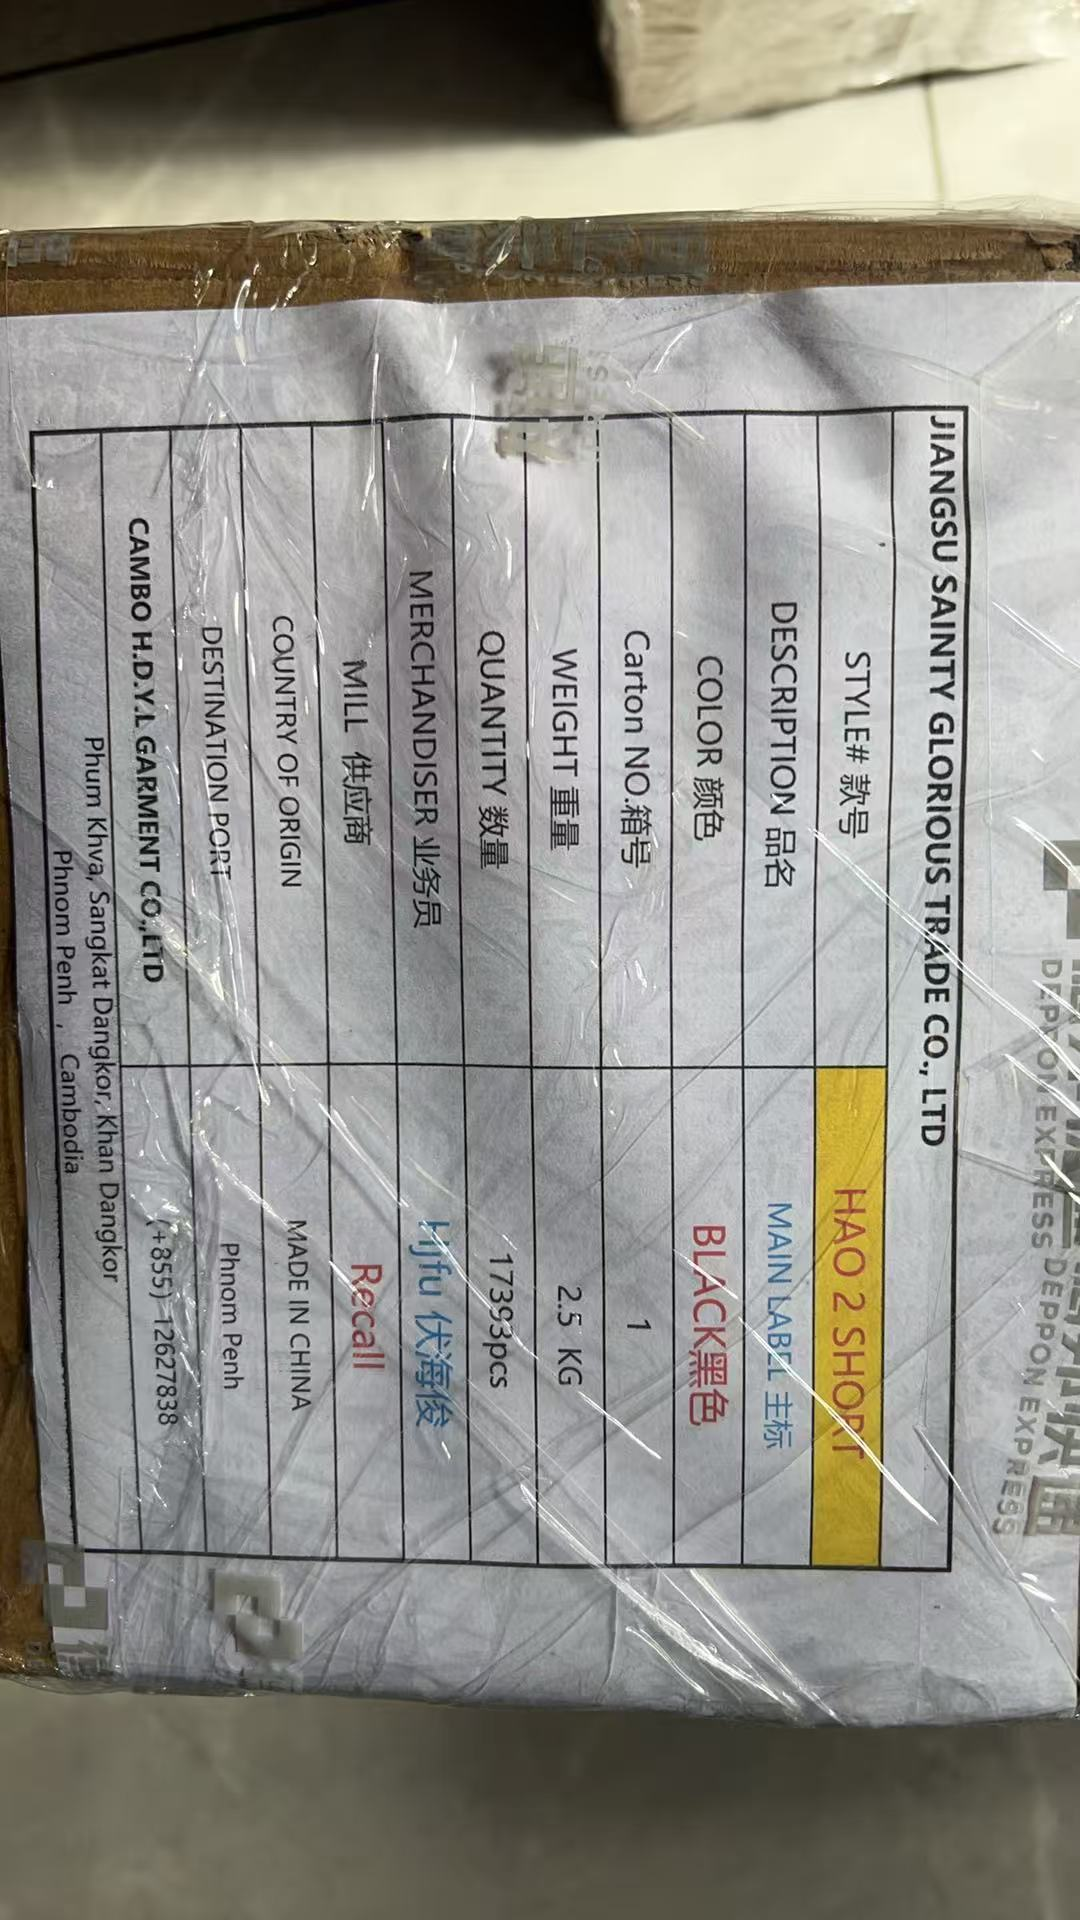 JIANGSU SAINTY GLORIOUS TRADE CO., LTD
STYLE# 款号 HAO 2 SHORT
DESCRIPTION 品名 MAIN LABEL 主标
COLOR 颜色 BLACK黑色
Carton NO.箱号 1
WEIGHT 重量 2.5 KG
QUANTITY 数量 17393pcs
MERCHANDISER 业务员 Hjfu 伏海俊
MILL 供应商 Recall
COUNTRY OF ORIGIN MADE IN CHINA
DESTINATION PORT Phnom Penh
CAMBO H.D.Y.L GARMENT CO.,LTD (+855)-12627838
Phum Khva, Sangkat Dangkor, Khan Dangkor
Phnom Penh , Cambodia
DEPPON EXPRESS DEPPON EXPRESS